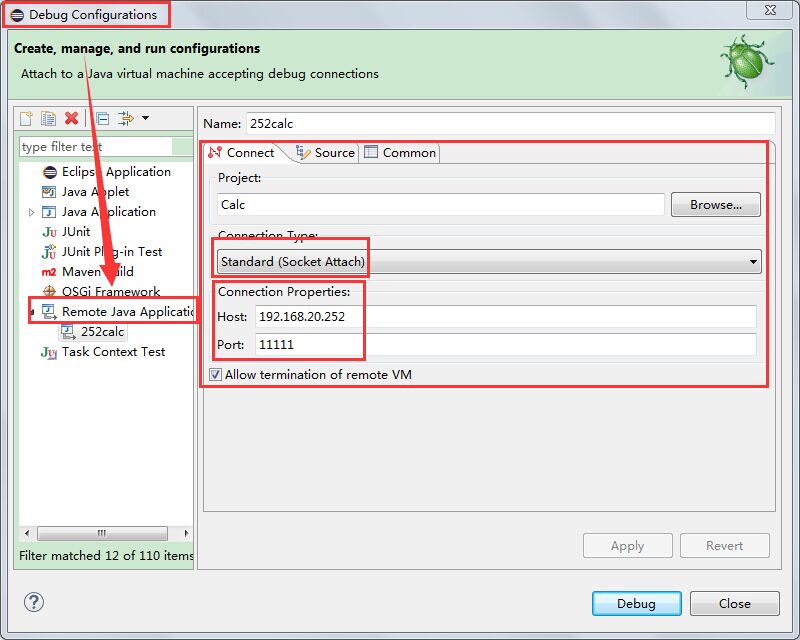 Debug Configurations
Create, manage, and run configurations
Attach to a Java virtual machine accepting debug connections
type filter text
Eclipse Application
Java Applet
Java Application
JUnit
JUnit Plug-in Test
Maven Build
OSGi Framework
Remote Java Applicatio
252calc
Task Context Test
Filter matched 12 of 110 items
Name: 252calc
Connect Source Common
Project:
Calc Browse...
Connection Type:
Standard (Socket Attach)
Connection Properties:
Host: 192.168.20.252
Port: 11111
Allow termination of remote VM
Apply Revert
Debug Close